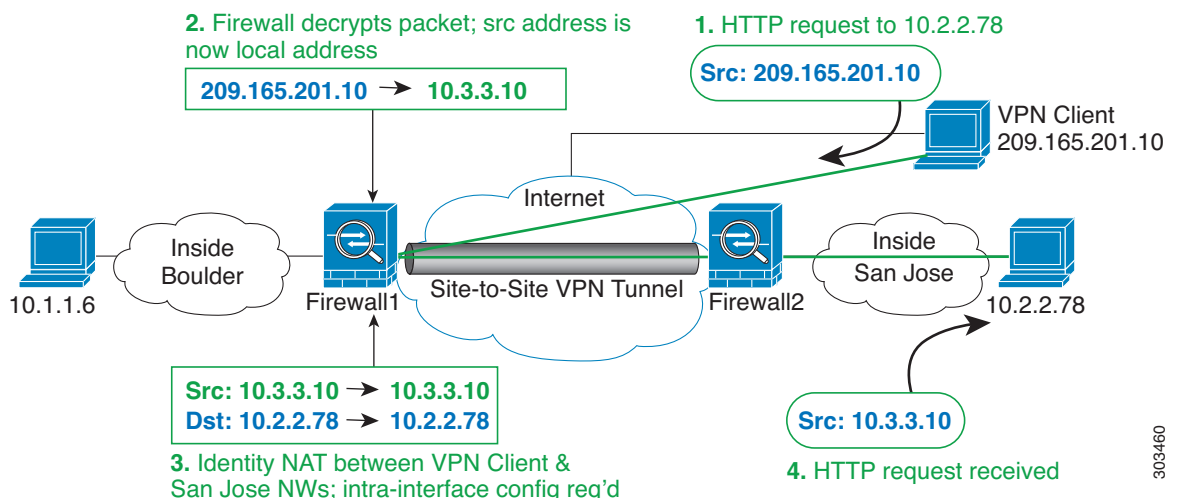 2. Firewall decrypts packet; src address is
now local address
209.165.201.10 → 10.3.3.10
1. HTTP request to 10.2.2.78
Src: 209.165.201.10
VPN Client
209.165.201.10
Internet
Inside
Boulder
Inside
San Jose
10.1.1.6
Firewall1
Site-to-Site VPN Tunnel
Firewall2
10.2.2.78
Src: 10.3.3.10 → 10.3.3.10
Dst: 10.2.2.78 → 10.2.2.78
3. Identity NAT between VPN Client &
San Jose NWs; intra-interface config req'd
Src: 10.3.3.10
4. HTTP request received
303460